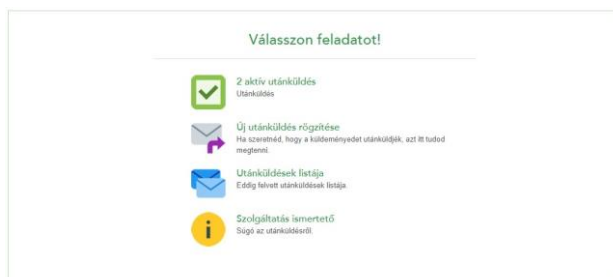 Válasszon feladatot!
2 aktív utánküldés
Utánküldés
Új utánküldés rögzítése
Ha szeretnéd, hogy a küldeményedet utánküldjék, azt itt tudod
megtenni.
Utánküldések listája
Eddig felvett utánküldések listája.
Szolgáltatás ismertető
Súgó az utánküldésről.